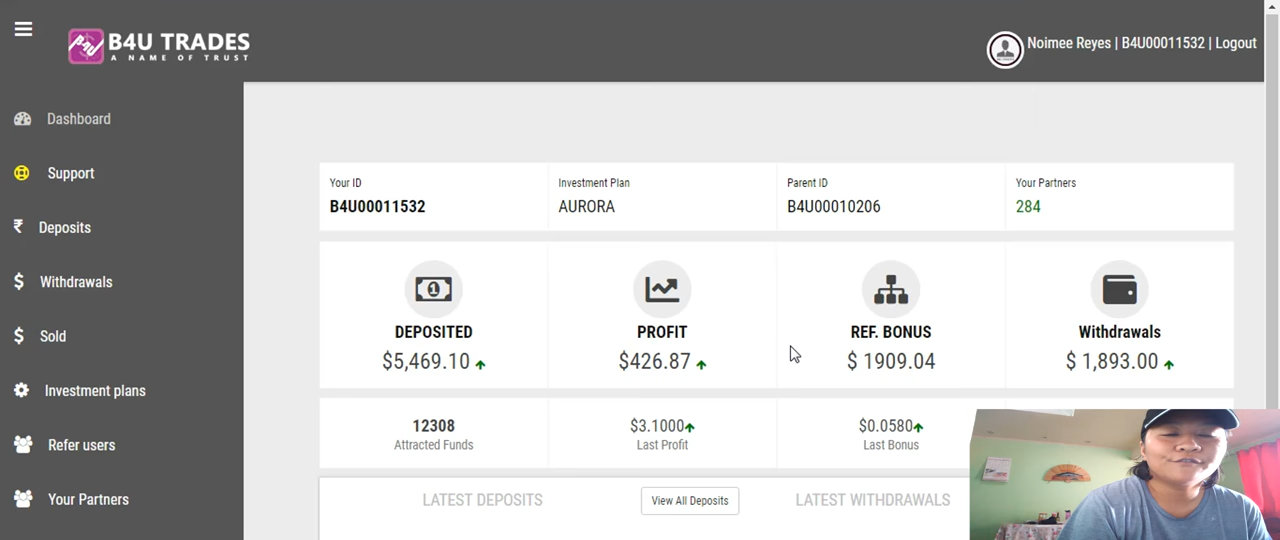 B4U TRADES
A NAME OF TRUST
Noimee Reyes | B4U00011532 | Logout
Dashboard
Support
Deposits
Withdrawals
Sold
Investment plans
Refer users
Your Partners
Your ID
B4U00011532
Investment Plan
AURORA
Parent ID
B4U00010206
Your Partners
284
DEPOSITED
$5,469.10
PROFIT
$426.87
REF. BONUS
$ 1909.04
Withdrawals
$ 1,893.00
12308
Attracted Funds
$3.1000
Last Profit
$0.0580
Last Bonus
LATEST DEPOSITS
View All Deposits
LATEST WITHDRAWALS